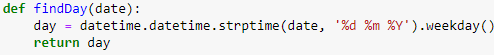 def findDay(date):
    day = datetime.datetime.strptime(date, '%d %m %Y').weekday()
    return day